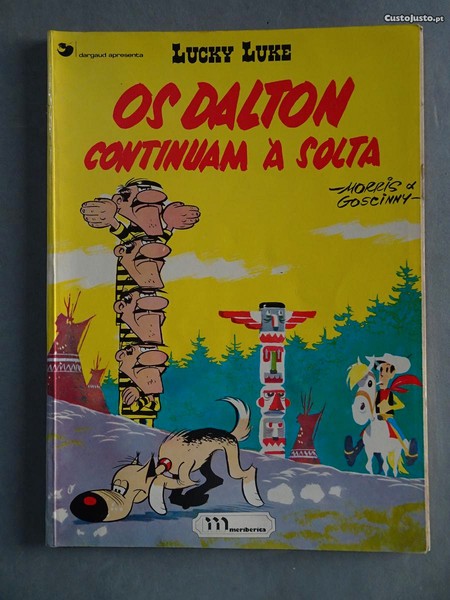 CustoJusto.pt
dargaud apresenta
LUCKY LUKE
OS DALTON
CONTINUAM À SOLTA
-MORRIS &
GOSCINNY-
m
meribérica